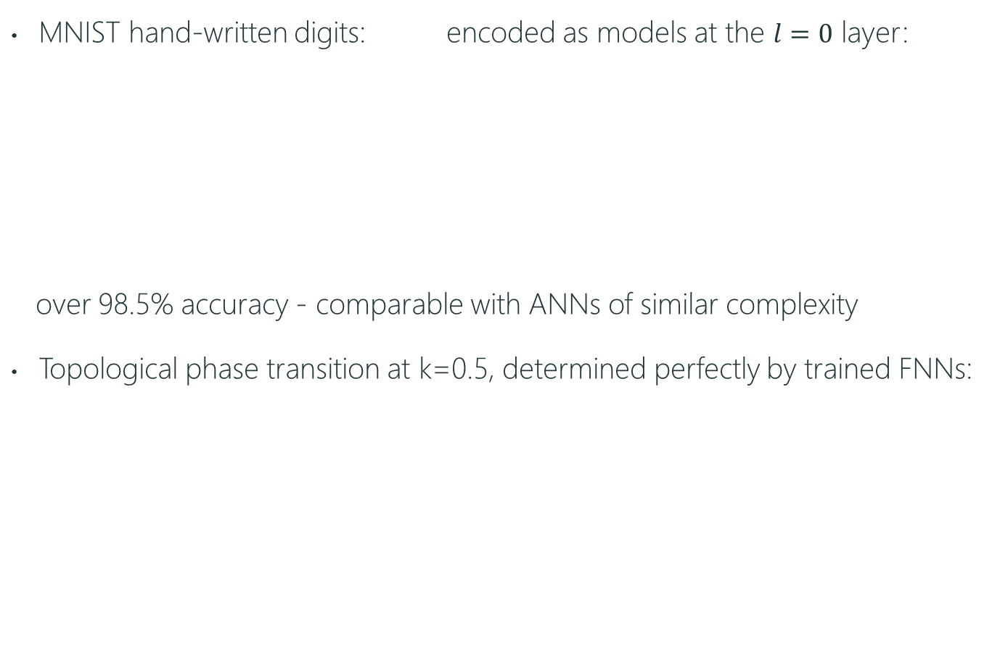 • MNIST hand-written digits: encoded as models at the l = 0 layer:
over 98.5% accuracy - comparable with ANNs of similar complexity
• Topological phase transition at k=0.5, determined perfectly by trained FNNs: